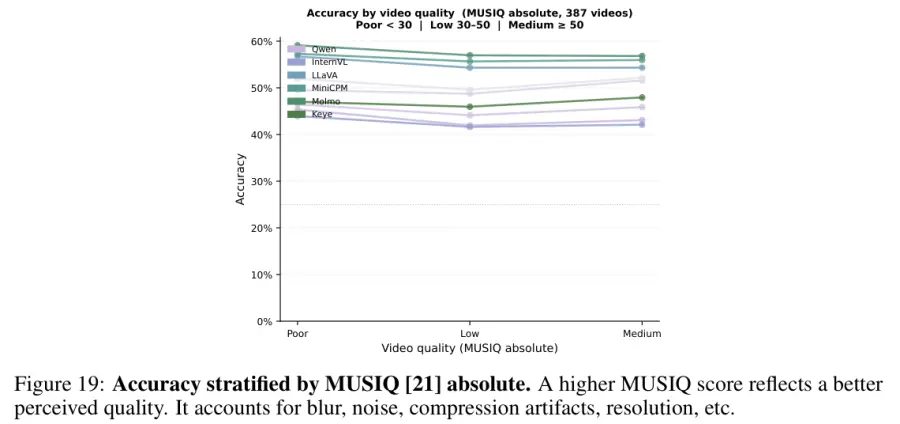 Accuracy by video quality (MUSIQ absolute, 387 videos)
Poor < 30 | Low 30–50 | Medium ≥ 50
60%
50%
40%
30%
20%
10%
0%
Accuracy
Qwen
InternVL
LLaVA
MiniCPM
Molmo
Keye
Poor
Low
Medium
Video quality (MUSIQ absolute)
Figure 19: Accuracy stratified by MUSIQ [21] absolute. A higher MUSIQ score reflects a better
perceived quality. It accounts for blur, noise, compression artifacts, resolution, etc.